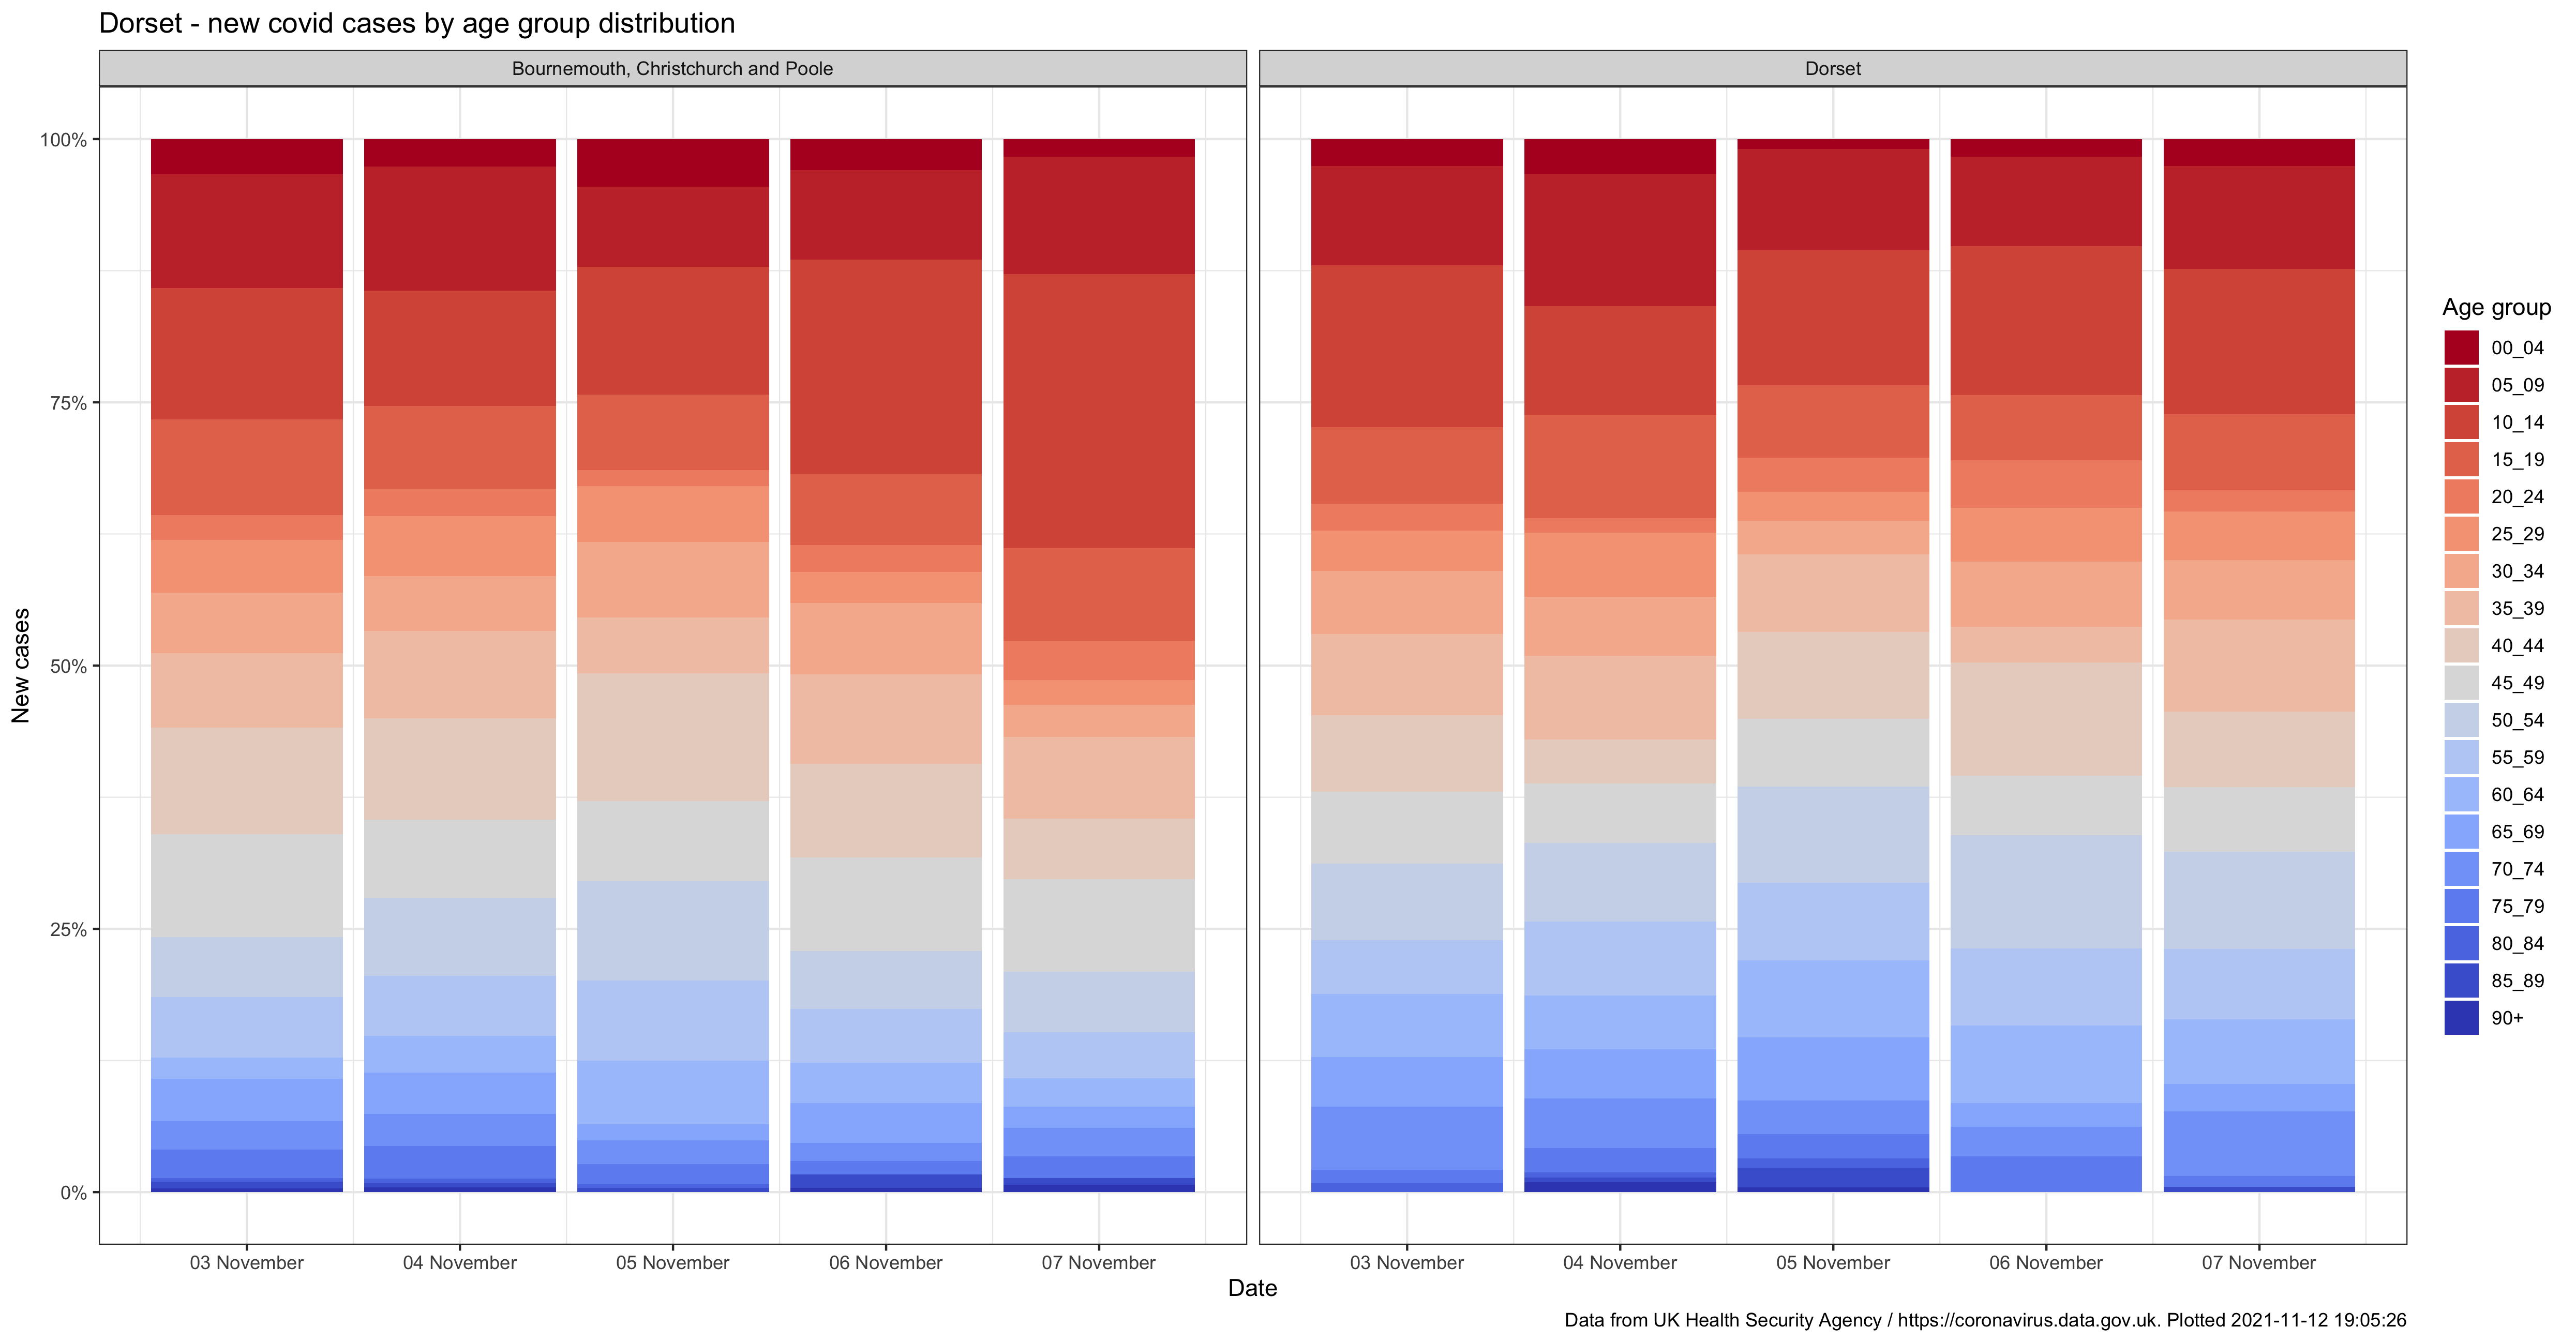 Dorset - new covid cases by age group distribution
Bournemouth, Christchurch and Poole
Dorset
New cases
100%
75%
50%
25%
0%
03 November
04 November
05 November
06 November
07 November
03 November
04 November
05 November
06 November
07 November
Date
Age group
00_04
05_09
10_14
15_19
20_24
25_29
30_34
35_39
40_44
45_49
50_54
55_59
60_64
65_69
70_74
75_79
80_84
85_89
90+
Data from UK Health Security Agency / https://coronavirus.data.gov.uk. Plotted 2021-11-12 19:05:26